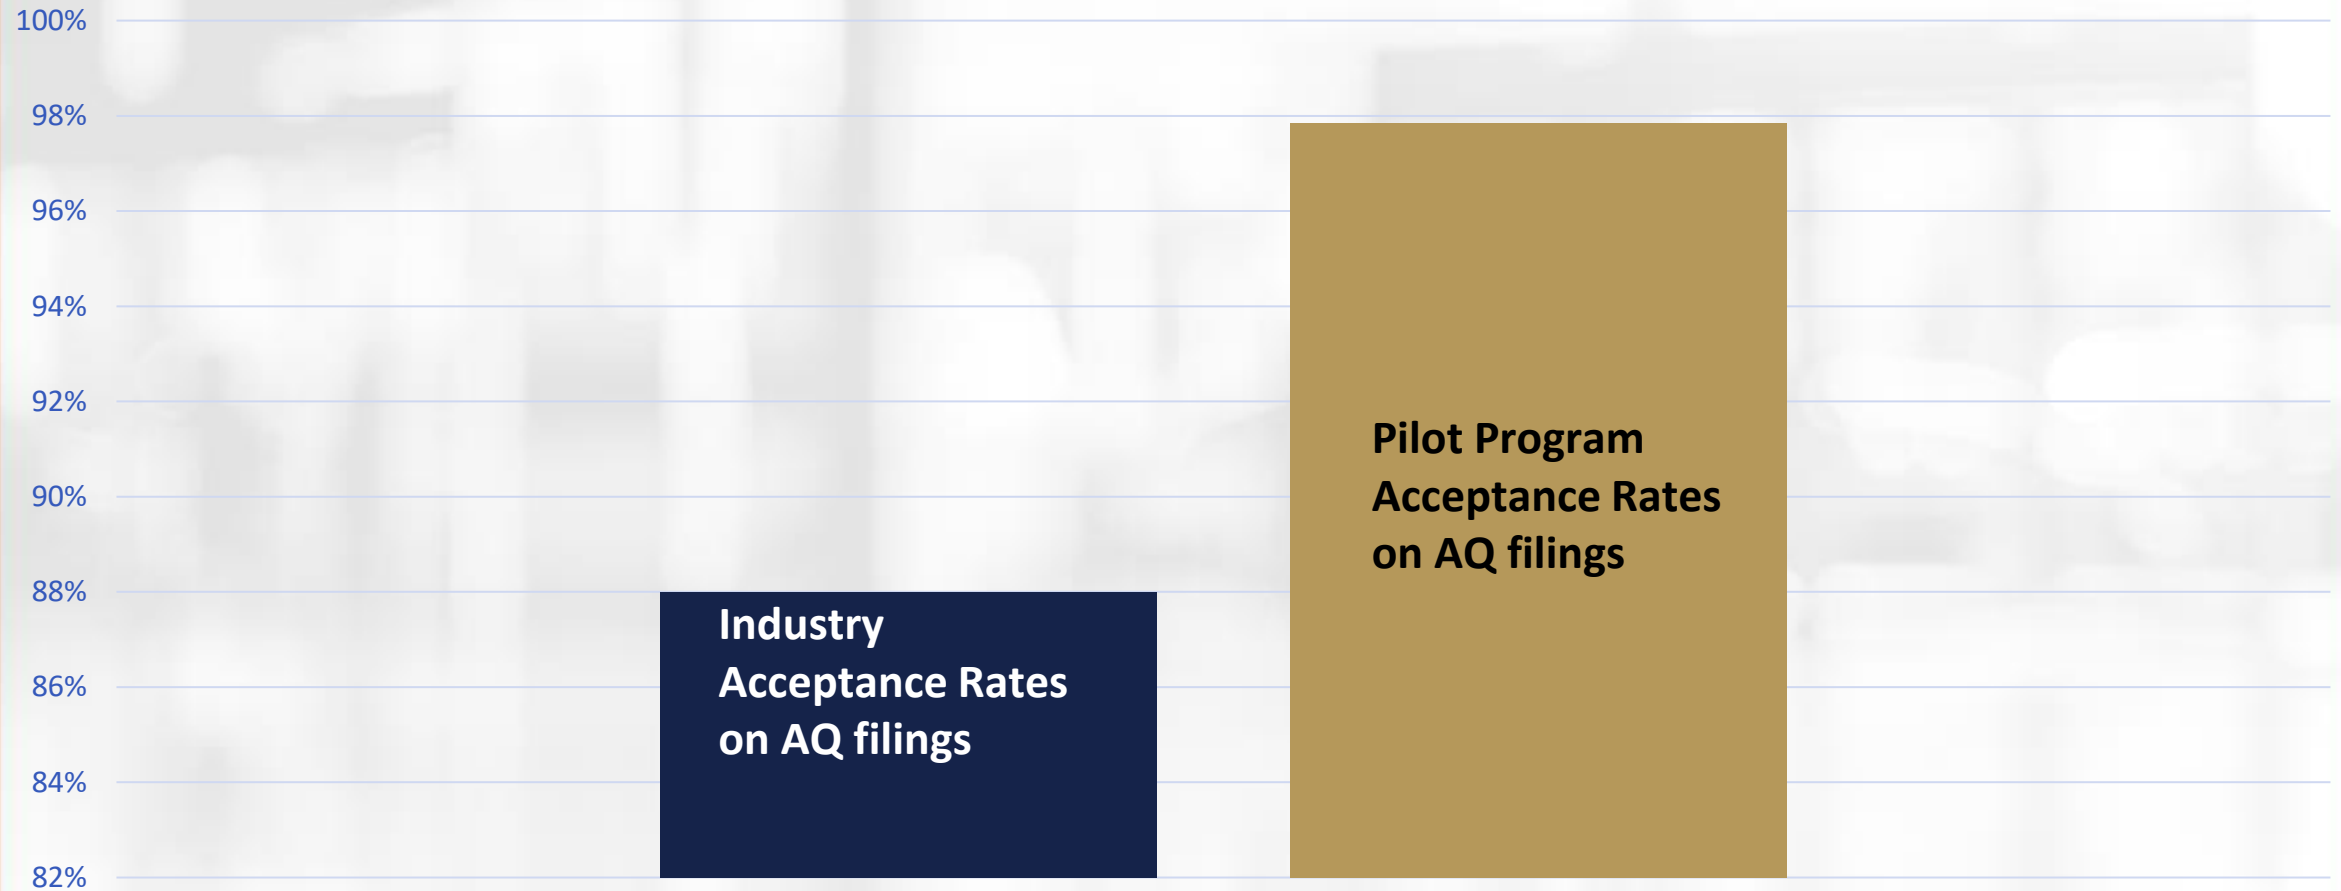 100%
98%
96%
94%
92%
90%
88%
86%
84%
82%
Industry
Acceptance Rates
on AQ filings
Pilot Program
Acceptance Rates
on AQ filings